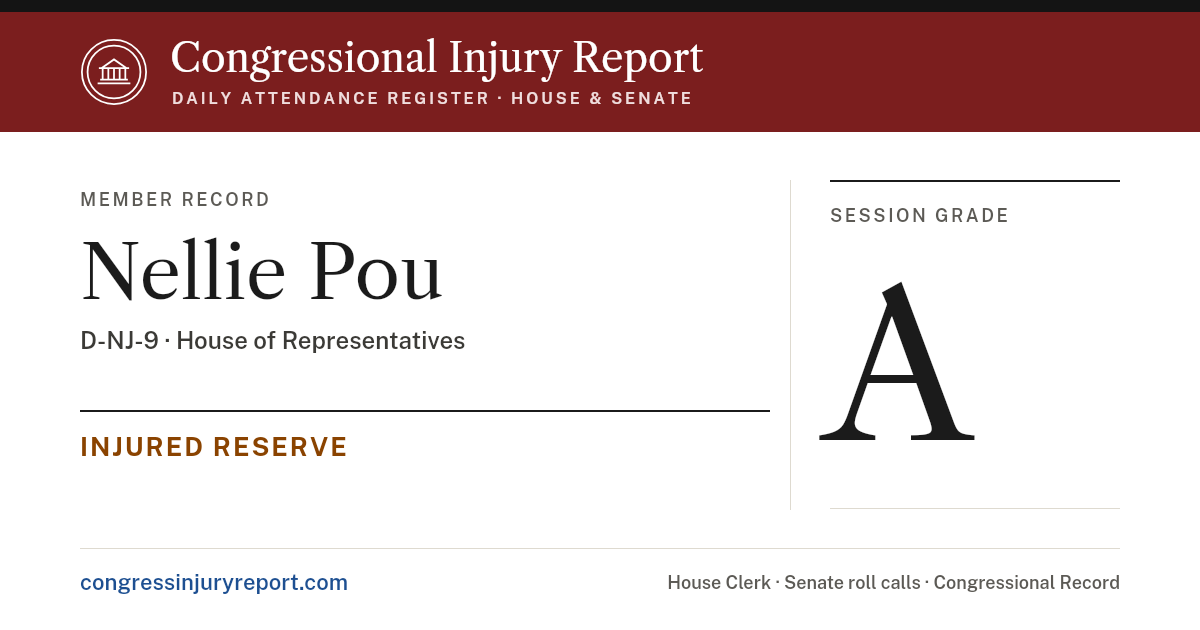 Congressional Injury Report
DAILY ATTENDANCE REGISTER · HOUSE & SENATE
MEMBER RECORD
Nellie Pou
D-NJ-9 · House of Representatives
INJURED RESERVE
SESSION GRADE
A
congressinjuryreport.com
House Clerk · Senate roll calls · Congressional Record